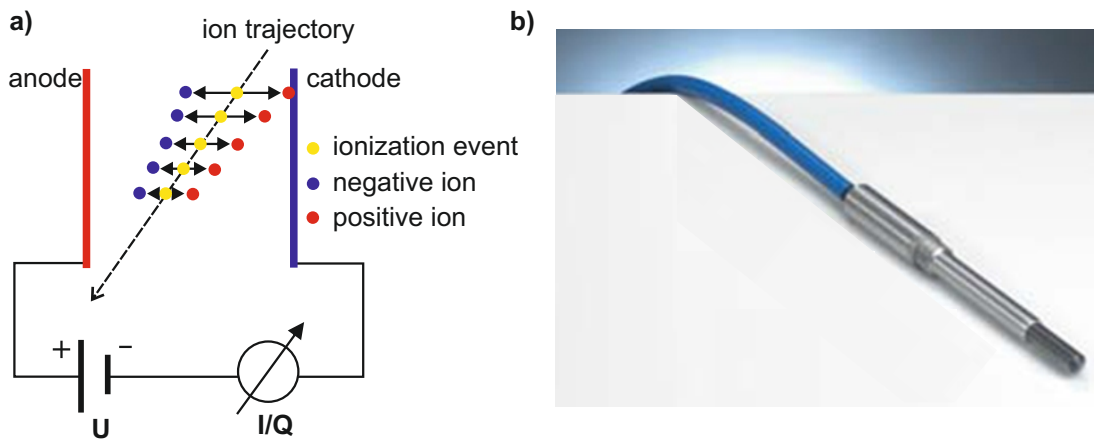 a)
ion trajectory
anode
cathode
ionization event
negative ion
positive ion
+
−
U
I/Q
b)